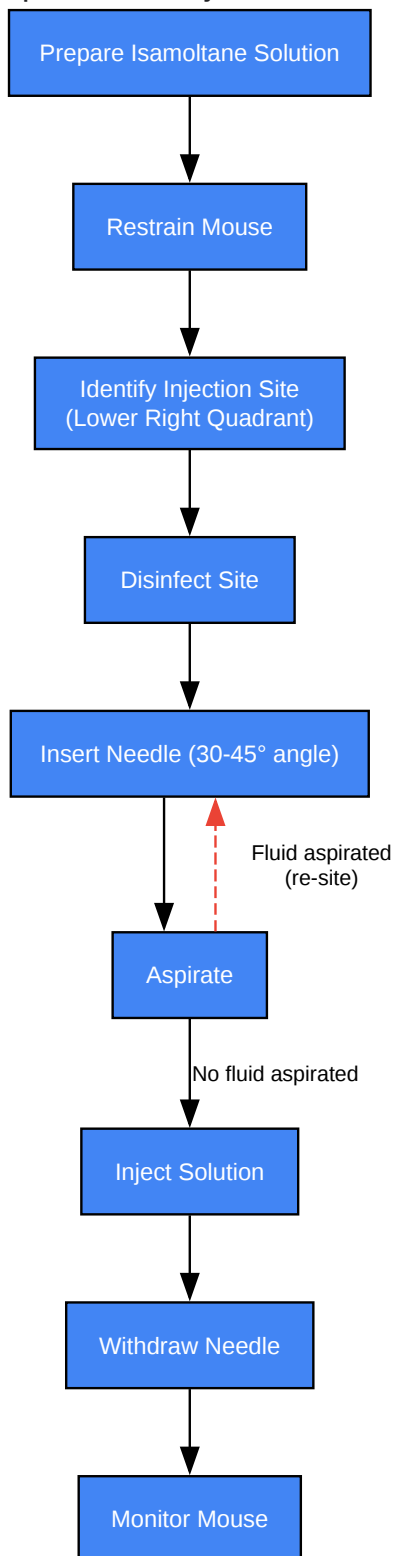 Prepare Isamoltane Solution
Restrain Mouse
Identify Injection Site
(Lower Right Quadrant)
Disinfect Site
Insert Needle (30-45° angle)
Fluid aspirated
(re-site)
Aspirate
No fluid aspirated
Inject Solution
Withdraw Needle
Monitor Mouse